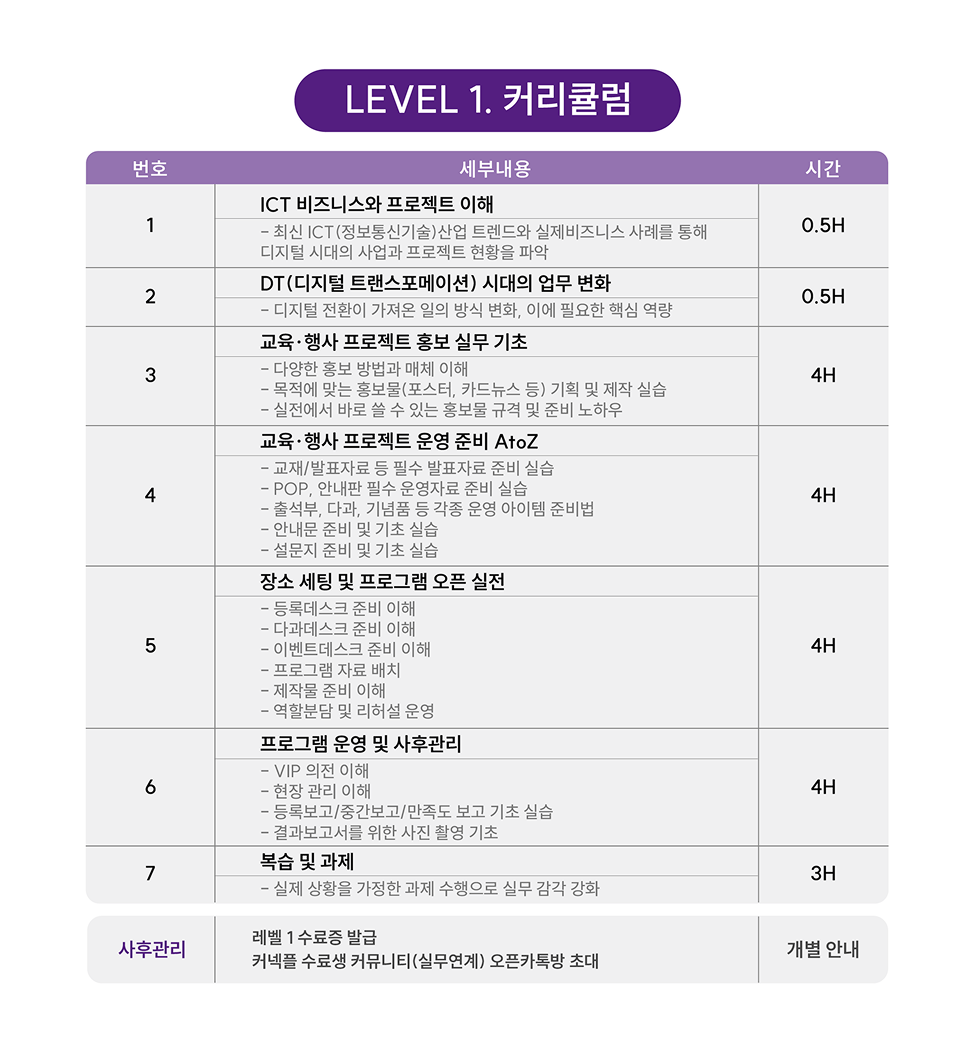 LEVEL 1. 커리큘럼
번호 세부내용 시간
1 ICT 비즈니스와 프로젝트 이해 0.5H
- 최신 ICT(정보통신기술)산업 트렌드와 실제비즈니스 사례를 통해
디지털 시대의 사업과 프로젝트 현황을 파악
2 DT(디지털 트랜스포메이션) 시대의 업무 변화 0.5H
- 디지털 전환이 가져온 일의 방식 변화, 이에 필요한 핵심 역량
3 교육·행사 프로젝트 홍보 실무 기초 4H
- 다양한 홍보 방법과 매체 이해
- 목적에 맞는 홍보물(포스터, 카드뉴스 등) 기획 및 제작 실습
- 실전에서 바로 쓸 수 있는 홍보물 규격 및 준비 노하우
4 교육·행사 프로젝트 운영 준비 AtoZ 4H
- 교재/발표자료 등 필수 발표자료 준비 실습
- POP, 안내판 필수 운영자료 준비 실습
- 출석부, 다과, 기념품 등 각종 운영 아이템 준비법
- 안내문 준비 및 기초 실습
- 설문지 준비 및 기초 실습
5 장소 세팅 및 프로그램 오픈 실전 4H
- 등록데스크 준비 이해
- 다과데스크 준비 이해
- 이벤트데스크 준비 이해
- 프로그램 자료 배치
- 제작물 준비 이해
- 역할분담 및 리허설 운영
6 프로그램 운영 및 사후관리 4H
- VIP 의전 이해
- 현장 관리 이해
- 등록보고/중간보고/만족도 보고 기초 실습
- 결과보고서를 위한 사진 촬영 기초
7 복습 및 과제 3H
- 실제 상황을 가정한 과제 수행으로 실무 감각 강화
사후관리 레벨 1 수료증 발급 개별 안내
커넥플 수료생 커뮤니티(실무연계) 오픈카톡방 초대